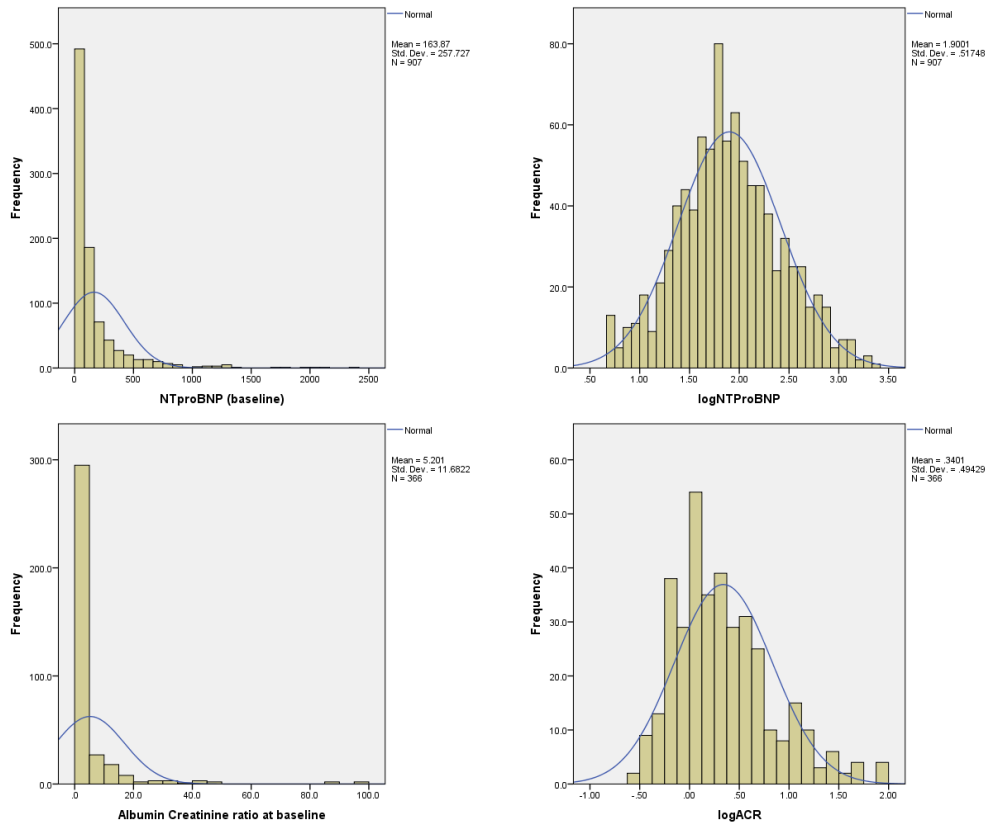 Normal
Mean = 163.87
Std. Dev. = 257.727
N = 907
500.0
400.0
300.0
200.0
100.0
0.0
Frequency
0 500 1000 1500 2000 2500
NTproBNP (baseline)
Normal
Mean = 1.9001
Std. Dev. = .51748
N = 907
80.0
60.0
40.0
20.0
0.0
Frequency
.50 1.00 1.50 2.00 2.50 3.00 3.50
logNTProBNP
Normal
Mean = 5.201
Std. Dev. = 11.6822
N = 366
300.0
200.0
100.0
0.0
Frequency
.0 20.0 40.0 60.0 80.0 100.0
Albumin Creatinine ratio at baseline
Normal
Mean = .3401
Std. Dev. = .49429
N = 366
60.0
50.0
40.0
30.0
20.0
10.0
0.0
Frequency
-1.00 -.50 .00 .50 1.00 1.50 2.00
logACR